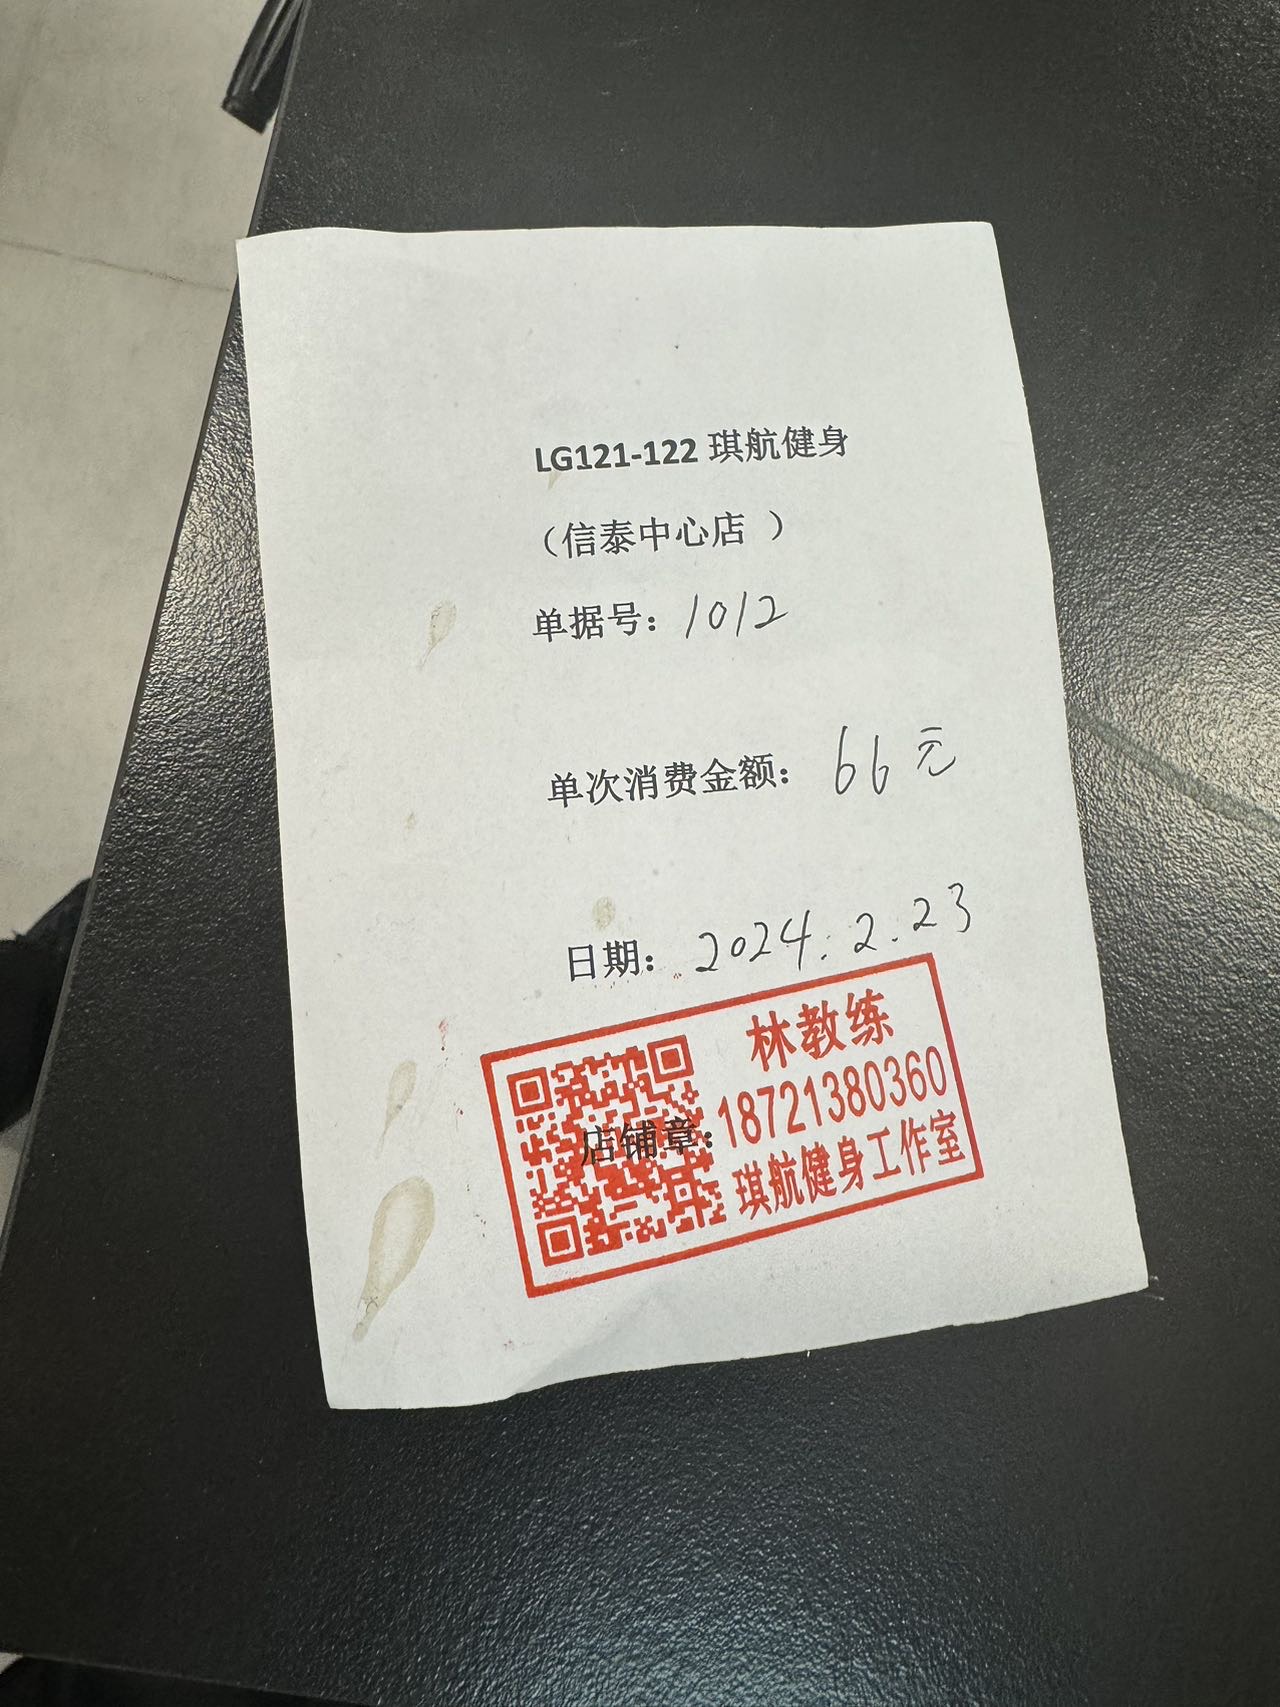 LG121-122 琪航健身
（信泰中心店 ）
单据号：1012
单次消费金额：66元
日期：2024.2.23
店铺章：
林教练
18721380360
琪航健身工作室